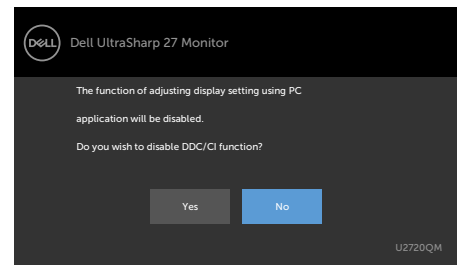 DELL Dell UltraSharp 27 Monitor
The function of adjusting display setting using PC
application will be disabled.
Do you wish to disable DDC/CI function?
Yes No
U2720QM